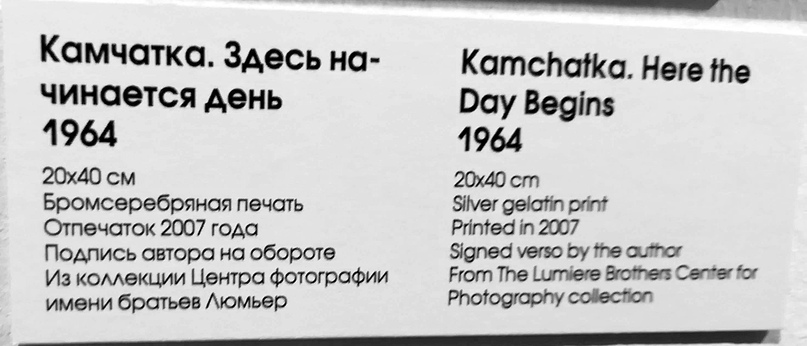 Камчатка. Здесь на-
чинается день
1964
20х40 см
Бромсеребряная печать
Отпечаток 2007 года
Подпись автора на обороте
Из коллекции Центра фотографии
имени братьев Люмьер
Kamchatka. Here the
Day Begins
1964
20x40 cm
Silver gelatin print
Printed in 2007
Signed verso by the author
From The Lumiere Brothers Center for
Photography collection